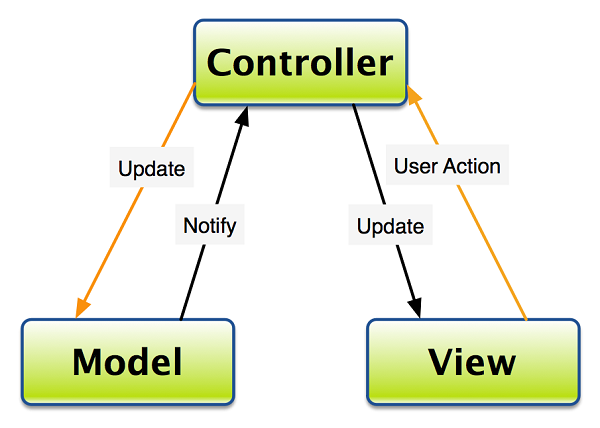 Controller
Update
User Action
Notify
Update
Model
View